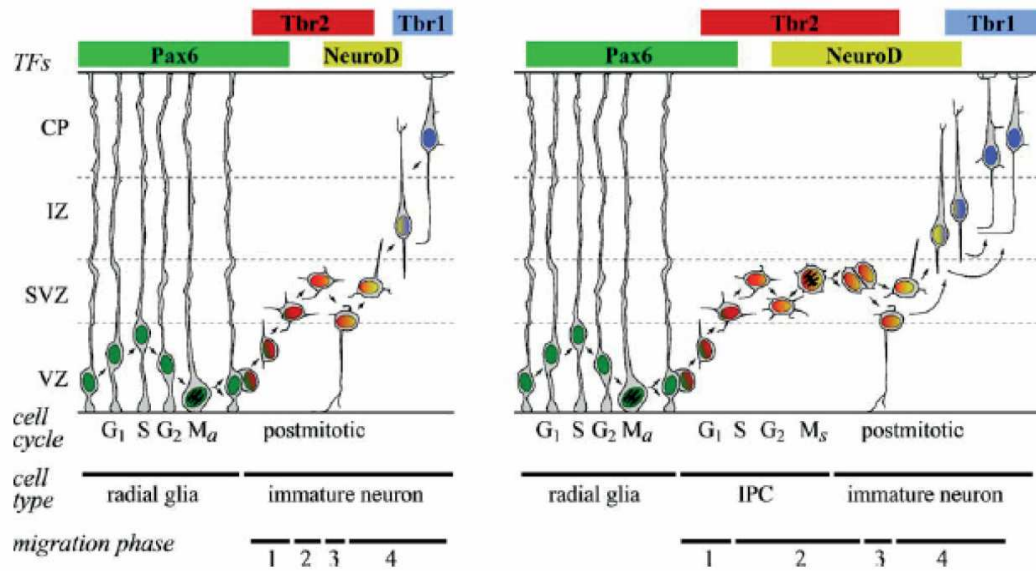 Tbr2 Tbr1 Tbr2 Tbr1
TFs Pax6 NeuroD Pax6 NeuroD
CP
IZ
SVZ
VZ
cell
cycle G1 S G2 Ma postmitotic G1 S G2 Ma G1 S G2 Ms postmitotic
cell
type radial glia immature neuron radial glia IPC immature neuron
migration phase 1 2 3 4 1 2 3 4